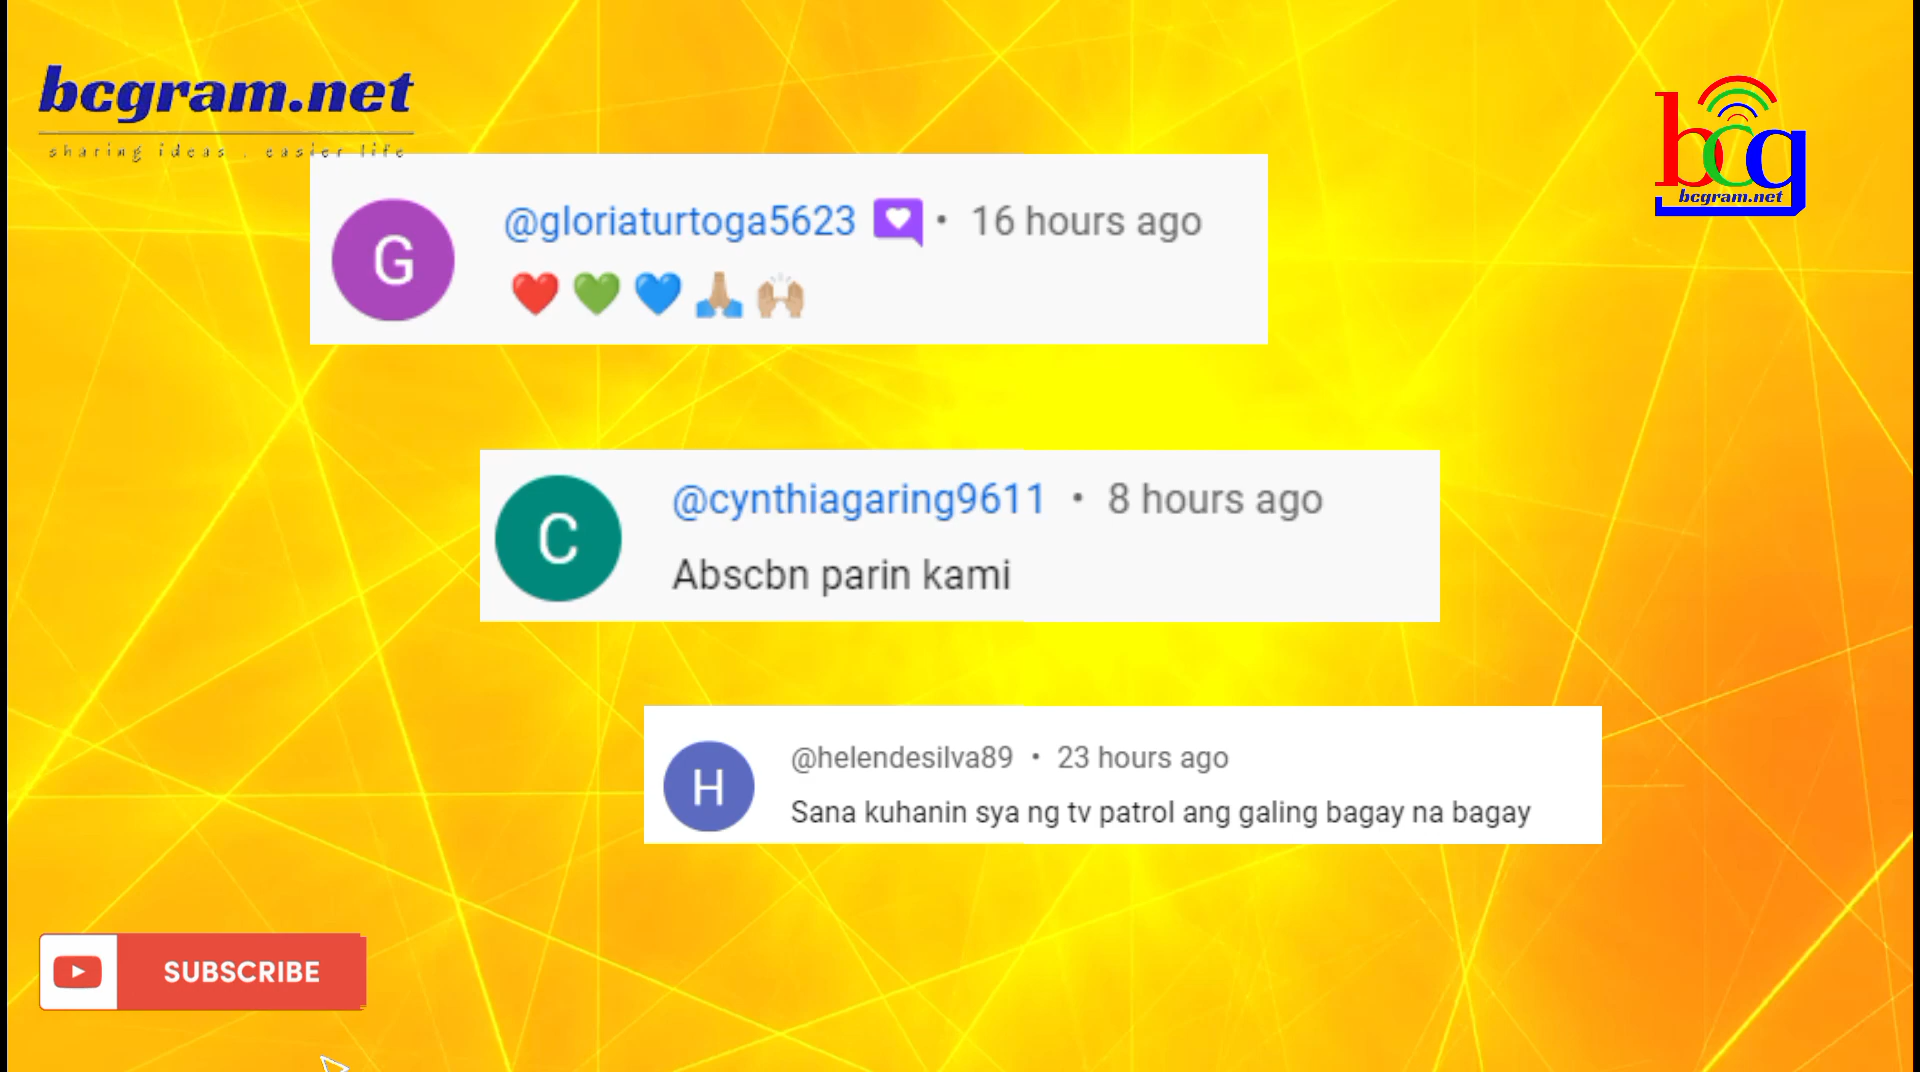 bcgram.net
sharing ideas . easier life
bcg
bcgram.net
G
@gloriaturtoga5623 • 16 hours ago
❤️💚💙🙏🏼🙌🏼
C
@cynthiagaring9611 • 8 hours ago
Abscbn parin kami
H
@helendesilva89 • 23 hours ago
Sana kuhanin sya ng tv patrol ang galing bagay na bagay
SUBSCRIBE